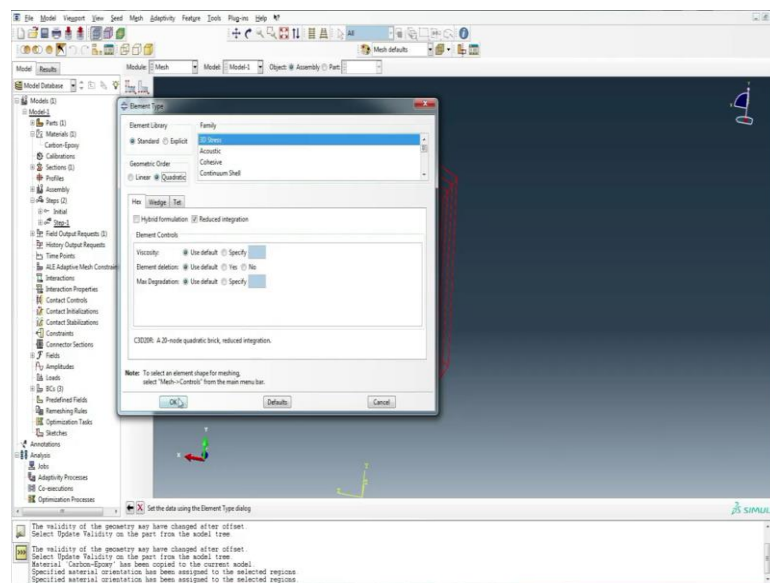 File Model Viewport View Seed Mesh Adaptivity Feature Tools Plug-ins Help
All
Mesh defaults
Model Results
Module: Mesh Model: Model-1 Object: Assembly Part:
Model Database
Models (1)
Model-1
Parts (1)
Materials (1)
Carbon-Epoxy
Calibrations
Sections (1)
Profiles
Assembly
Steps (2)
Initial
Step-1
Field Output Requests (1)
History Output Requests
Time Points
ALE Adaptive Mesh Constrain
Interactions
Interaction Properties
Contact Controls
Contact Initializations
Contact Stabilizations
Constraints
Connector Sections
Fields
Amplitudes
Loads
BCs (3)
Predefined Fields
Remeshing Rules
Optimization Tasks
Sketches
Annotations
Analysis
Jobs
Adaptivity Processes
Co-executions
Optimization Processes
Element Type
Element Library Family
Standard Explicit
3D Stress
Acoustic
Cohesive
Continuum Shell
Geometric Order
Linear Quadratic
Hex Wedge Tet
Hybrid formulation Reduced integration
Element Controls
Viscosity: Use default Specify
Element deletion: Use default Yes No
Max Degradation: Use default Specify
C3D20R: A 20-node quadratic brick, reduced integration.
Note: To select an element shape for meshing,
select "Mesh->Controls" from the main menu bar.
OK Defaults Cancel
Y
X
Set the data using the Element Type dialog
SIMUL
The validity of the geometry may have changed after offset.
Select Update Validity on the part from the model tree.
The validity of the geometry may have changed after offset.
Select Update Validity on the part from the model tree.
Material 'Carbon-Epoxy' has been copied to the current model.
Specified material orientation has been assigned to the selected regions.
Specified material orientation has been assigned to the selected regions.